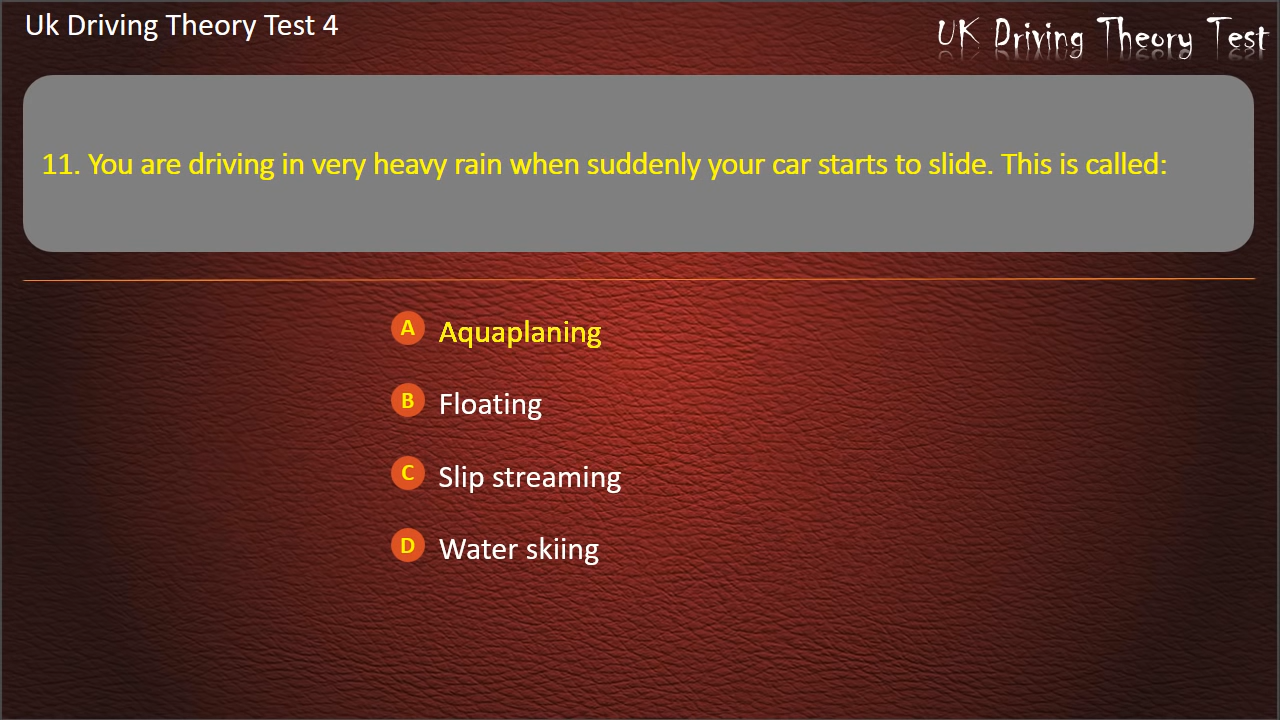 Uk Driving Theory Test 4
UK Driving Theory Test
11. You are driving in very heavy rain when suddenly your car starts to slide. This is called:
A Aquaplaning
B Floating
C Slip streaming
D Water skiing